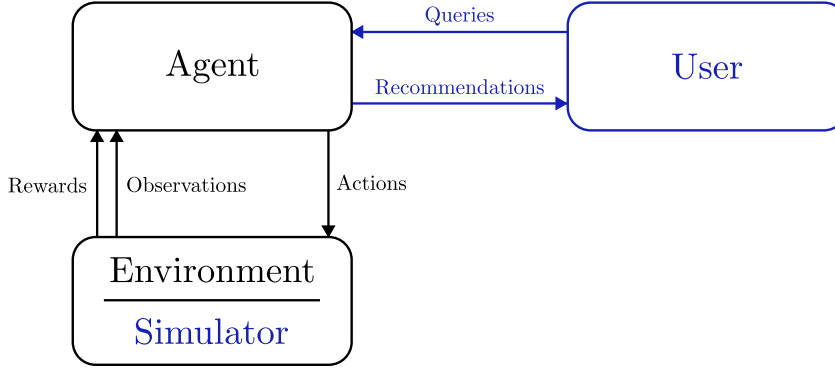 Queries
Agent
User
Recommendations
Rewards
Observations
Actions
Environment
Simulator